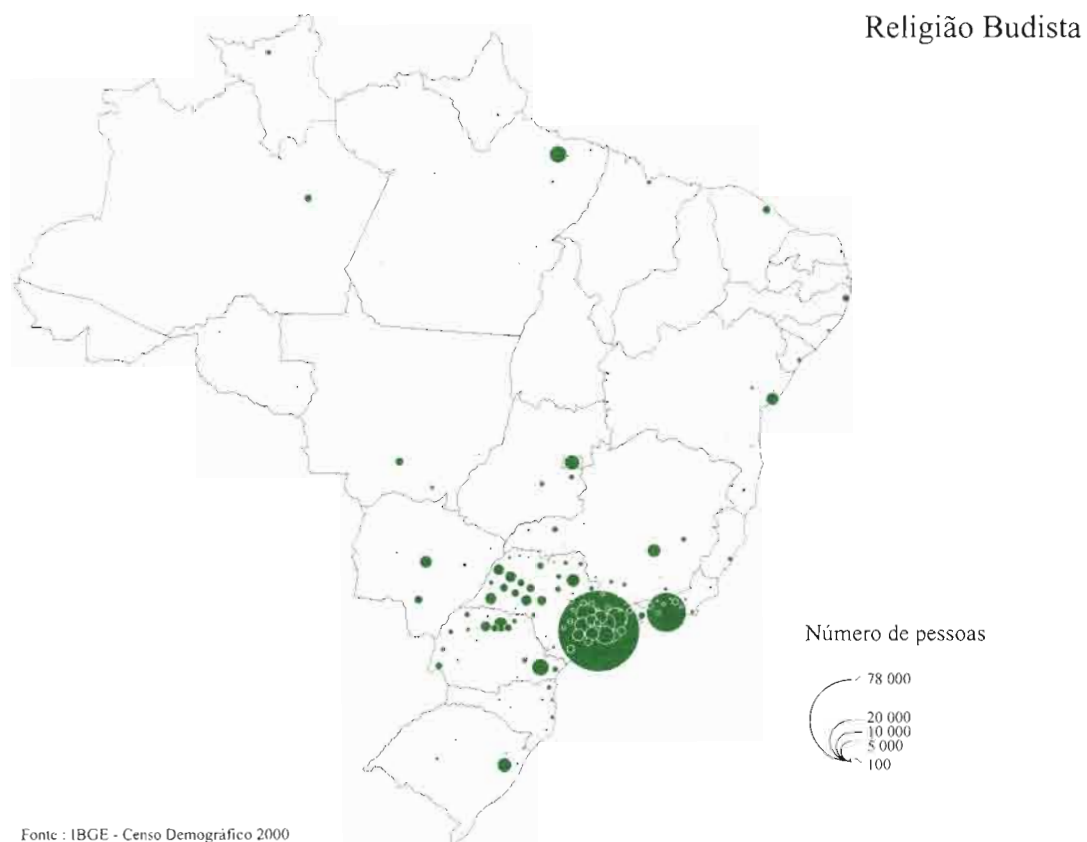 Religião Budista
Número de pessoas
78 000
20 000
10 000
5 000
100
Fonte : IBGE - Censo Demográfico 2000